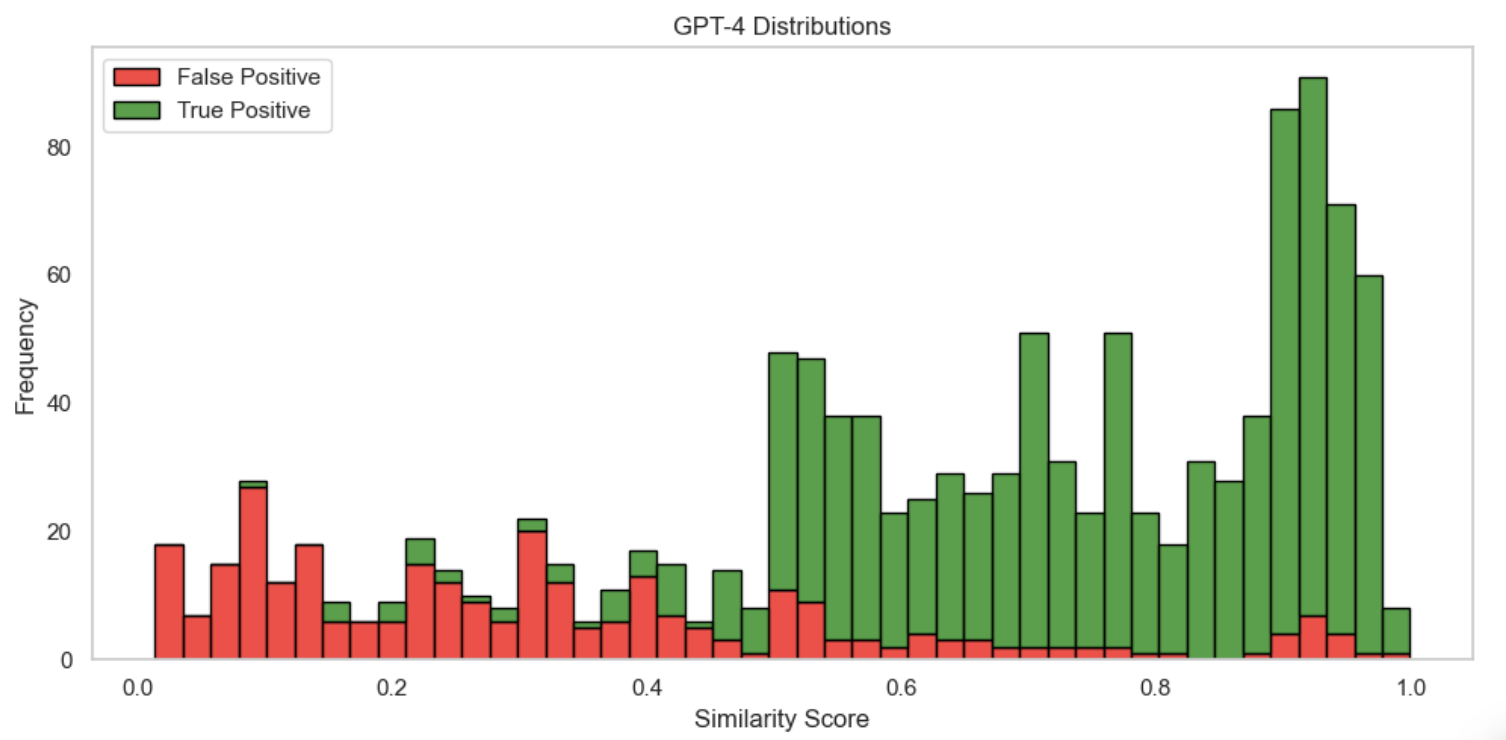 GPT-4 Distributions
False Positive
True Positive
Frequency
80
60
40
20
0
0.0 0.2 0.4 0.6 0.8 1.0
Similarity Score